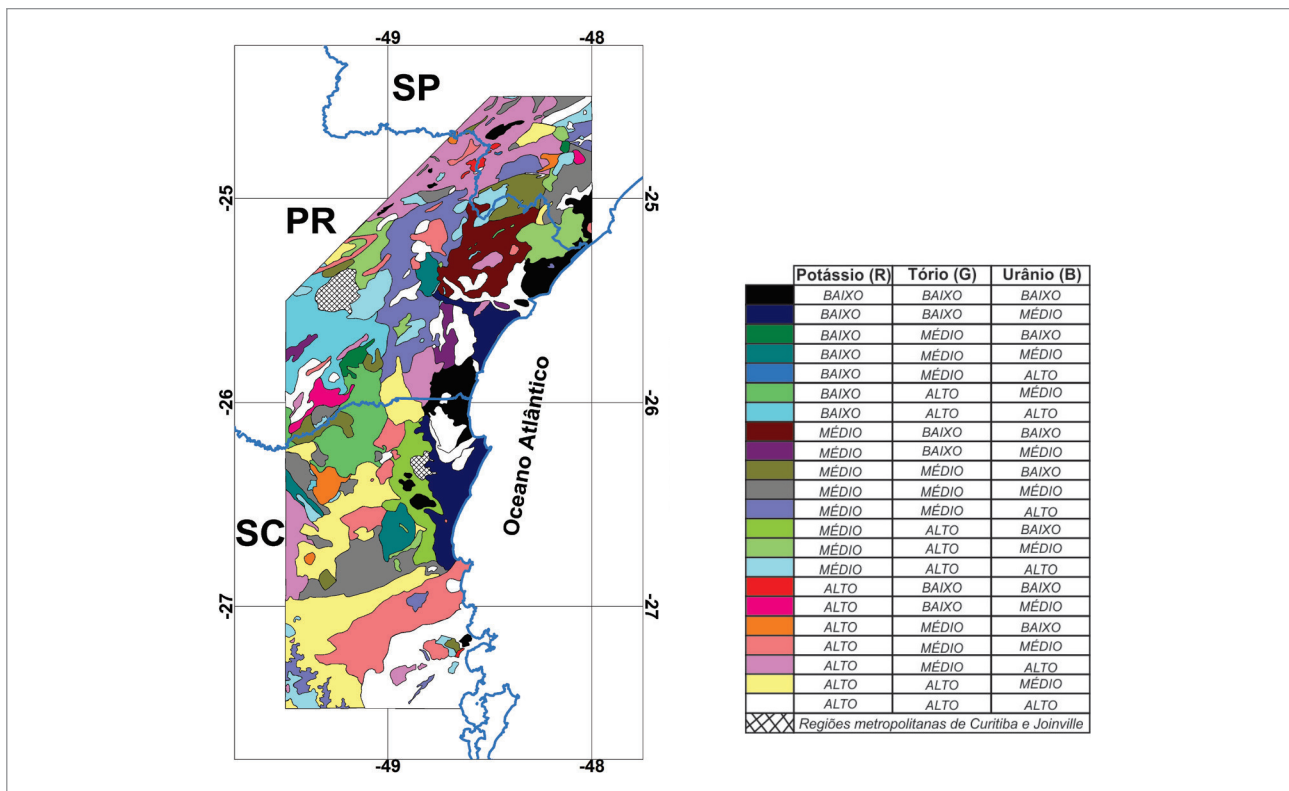 -49
-48
SP
-25
-25
PR
-26
-26
Oceano Atlântico
SC
-27
-27
-49
-48
Potássio (R) Tório (G) Urânio (B)
BAIXO BAIXO BAIXO
BAIXO BAIXO MÉDIO
BAIXO MÉDIO BAIXO
BAIXO MÉDIO MÉDIO
BAIXO MÉDIO ALTO
BAIXO ALTO MÉDIO
BAIXO ALTO ALTO
MÉDIO BAIXO BAIXO
MÉDIO BAIXO MÉDIO
MÉDIO MÉDIO BAIXO
MÉDIO MÉDIO MÉDIO
MÉDIO MÉDIO ALTO
MÉDIO ALTO BAIXO
MÉDIO ALTO MÉDIO
MÉDIO ALTO ALTO
ALTO BAIXO BAIXO
ALTO BAIXO MÉDIO
ALTO MÉDIO BAIXO
ALTO MÉDIO MÉDIO
ALTO MÉDIO ALTO
ALTO ALTO MÉDIO
ALTO ALTO ALTO
Regiões metropolitanas de Curitiba e Joinville